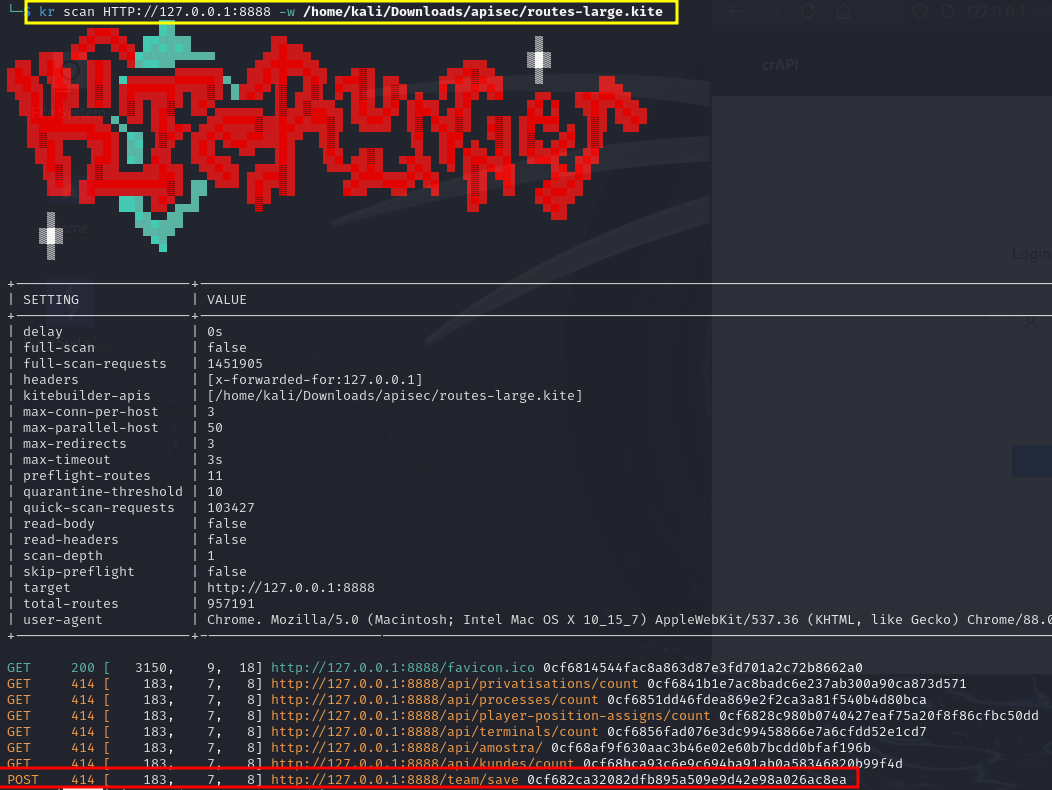 └─$ kr scan HTTP://127.0.0.1:8888 -w /home/kali/Downloads/apisec/routes-large.kite
127.0.0.1
crAPI
KiteRunner
Login
| SETTING | VALUE
| delay | 0s
| full-scan | false
| full-scan-requests | 1451905
| headers | [x-forwarded-for:127.0.0.1]
| kitebuilder-apis | [/home/kali/Downloads/apisec/routes-large.kite]
| max-conn-per-host | 3
| max-parallel-host | 50
| max-redirects | 3
| max-timeout | 3s
| preflight-routes | 11
| quarantine-threshold | 10
| quick-scan-requests | 103427
| read-body | false
| read-headers | false
| scan-depth | 1
| skip-preflight | false
| target | http://127.0.0.1:8888
| total-routes | 957191
| user-agent | Chrome. Mozilla/5.0 (Macintosh; Intel Mac OS X 10_15_7) AppleWebKit/537.36 (KHTML, like Gecko) Chrome/88.0
GET 200 [ 3150, 9, 18] http://127.0.0.1:8888/favicon.ico 0cf6814544fac8a863d87e3fd701a2c72b8662a0
GET 414 [ 183, 7, 8] http://127.0.0.1:8888/api/privatisations/count 0cf6841b1e7ac8badc6e237ab300a90ca873d571
GET 414 [ 183, 7, 8] http://127.0.0.1:8888/api/processes/count 0cf6851dd46fdea869e2f2ca3a81f540b4d80bca
GET 414 [ 183, 7, 8] http://127.0.0.1:8888/api/player-position-assigns/count 0cf6828c980b0740427eaf75a20f8f86cfbc50dd
GET 414 [ 183, 7, 8] http://127.0.0.1:8888/api/terminals/count 0cf6856fad076e3dc99458866e7a6cfdd52e1cd7
GET 414 [ 183, 7, 8] http://127.0.0.1:8888/api/amostra/ 0cf68af9f630aac3b46e02e60b7bcdd0bfaf196b
GET 414 [ 183, 7, 8] http://127.0.0.1:8888/api/kundes/count 0cf68bca93c6e9c694ba91ab0a58346820b99f4d
POST 414 [ 183, 7, 8] http://127.0.0.1:8888/team/save 0cf682ca32082dfb895a509e9d42e98a026ac8ea